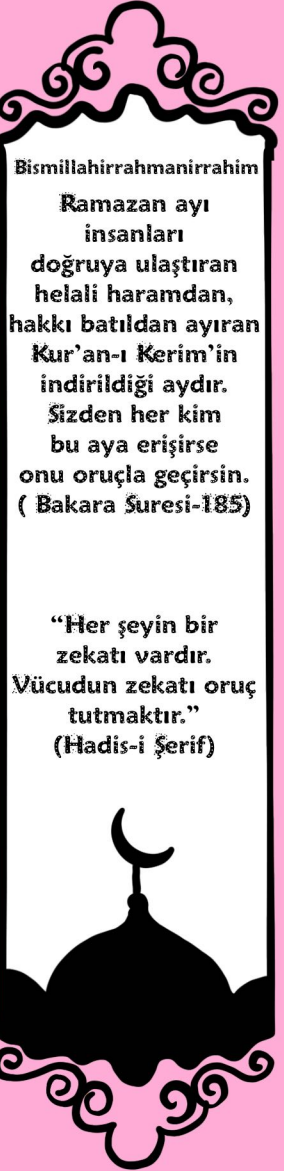 Bismillahirrahmanirrahim
Ramazan ayı
insanları
doğruya ulaştıran
helali haramdan,
hakkı batıldan ayıran
Kur’an-ı Kerim’in
indirildiği aydır.
Sizden her kim
bu aya erişirse
onu oruçla geçirsin.
( Bakara Suresi-185)
“Her şeyin bir
zekatı vardır.
Vücudun zekatı oruç
tutmaktır.”
(Hadis-i Şerif)